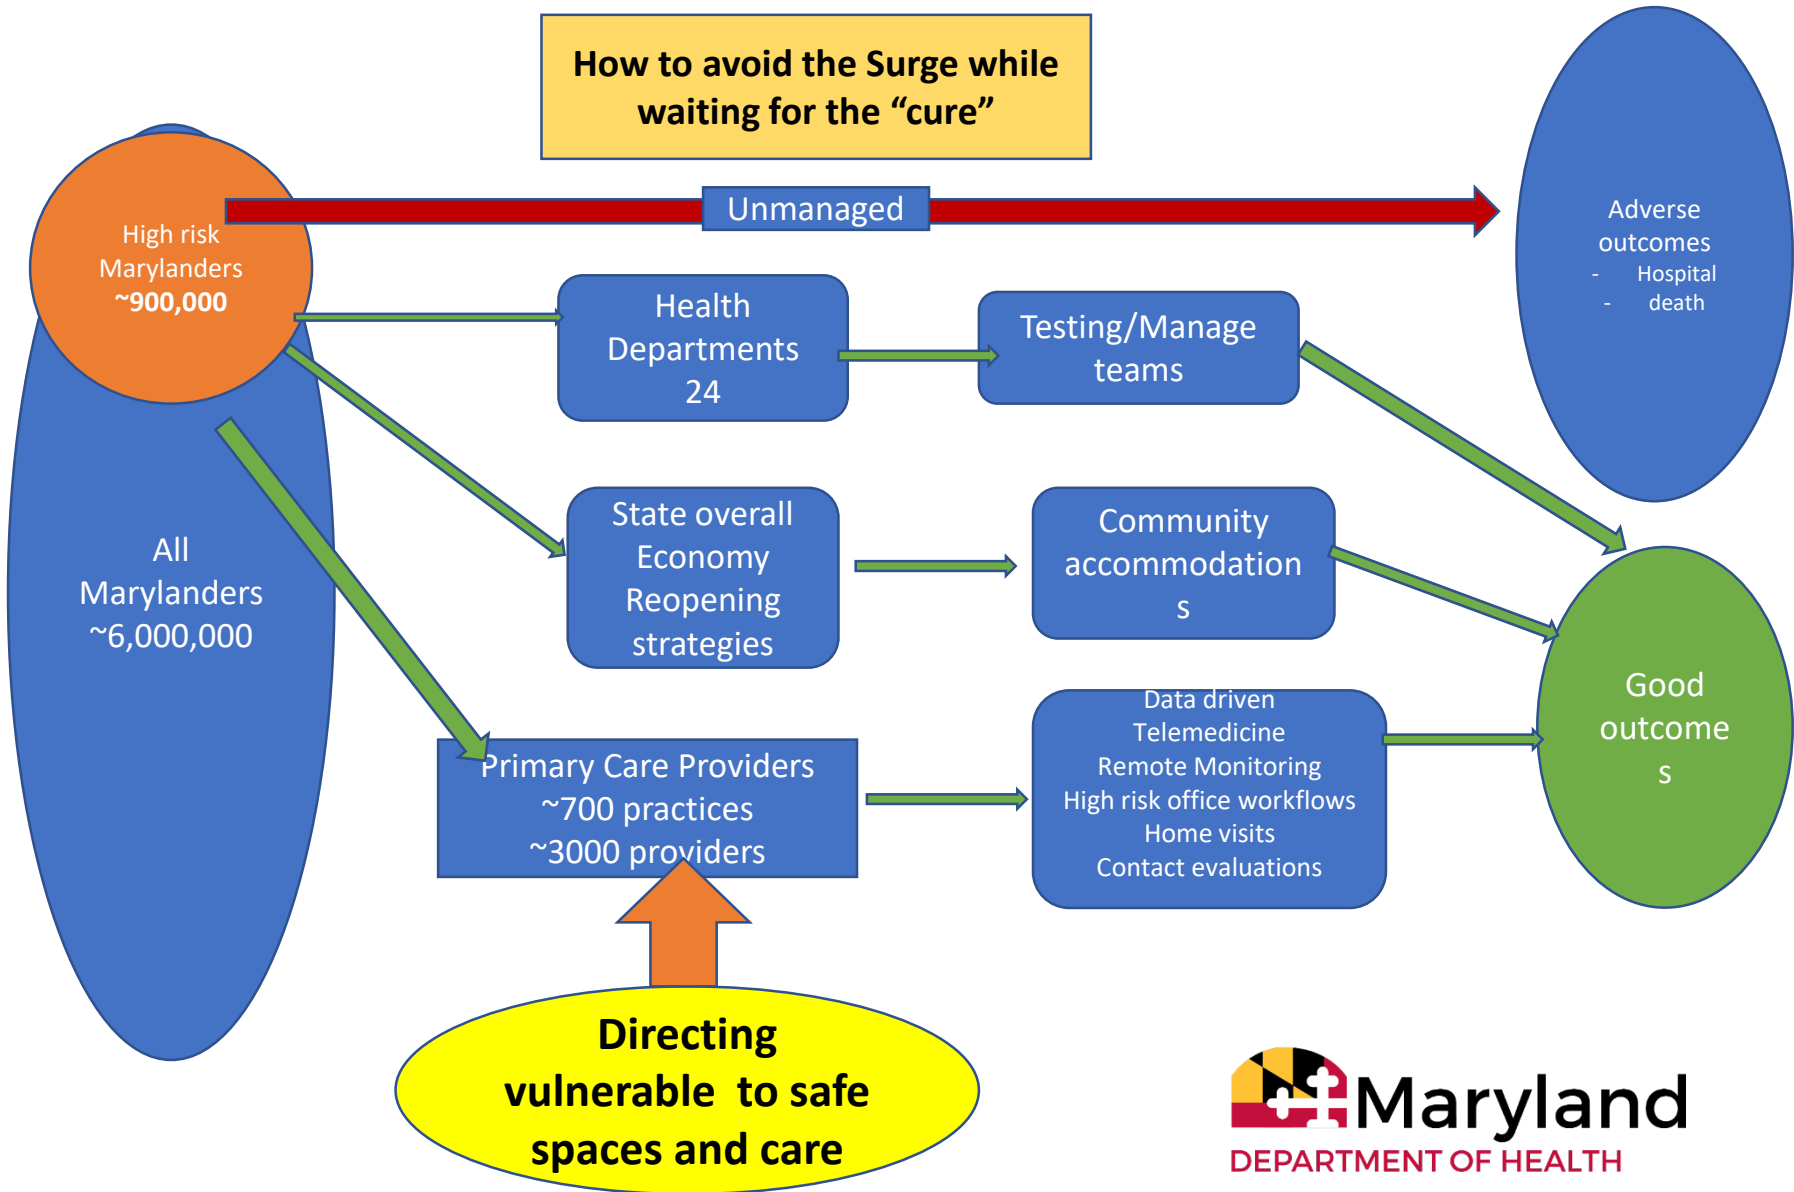 How to avoid the Surge while
waiting for the “cure”
Unmanaged
High risk
Marylanders
~900,000
All
Marylanders
~6,000,000
Health
Departments
24
Testing/Manage
teams
Adverse
outcomes
- Hospital
- death
State overall
Economy
Reopening
strategies
Community
accommodation
s
Primary Care Providers
~700 practices
~3000 providers
Data driven
Telemedicine
Remote Monitoring
High risk office workflows
Home visits
Contact evaluations
Good
outcome
s
Directing
vulnerable  to safe
spaces and care
Maryland
DEPARTMENT OF HEALTH